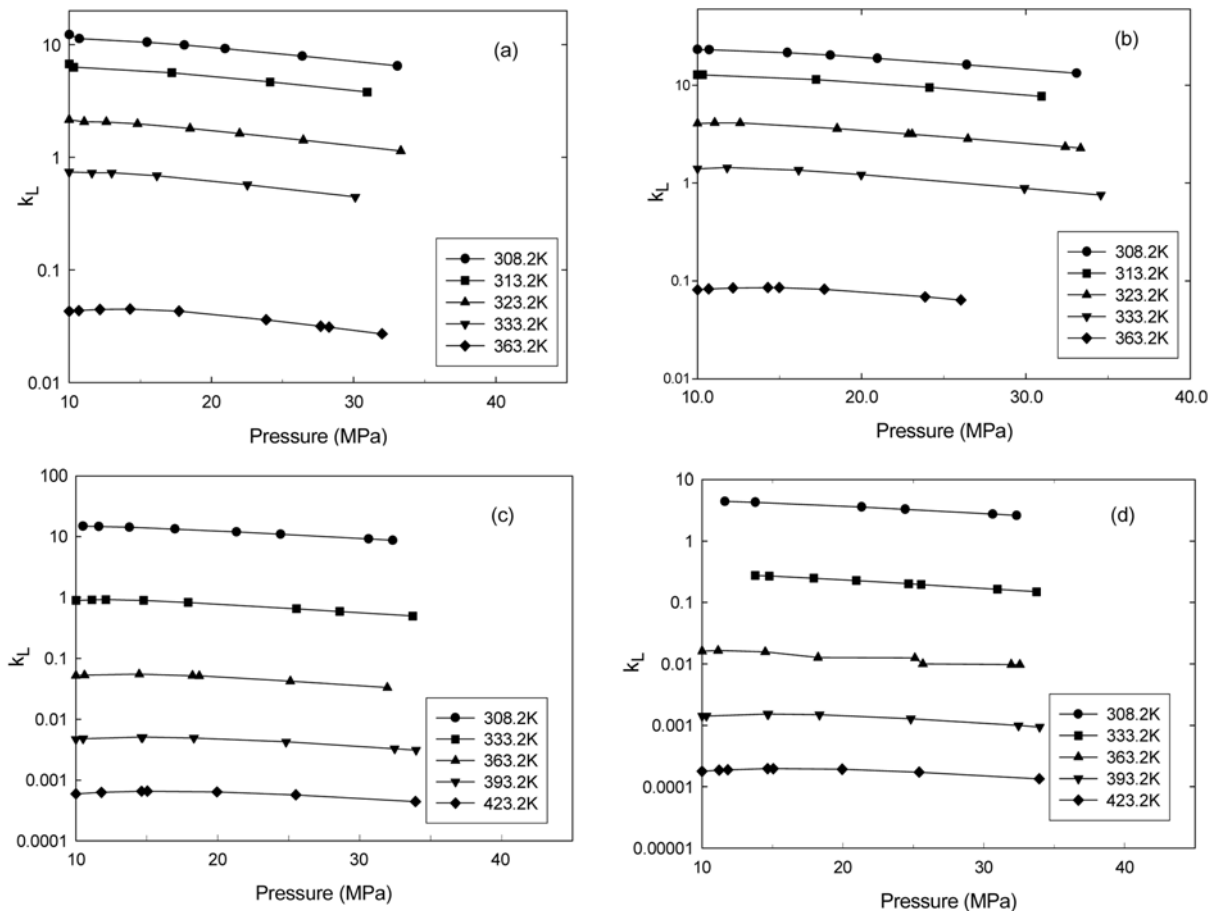 (a)
10
1
0.1
0.01
k_L
308.2K
313.2K
323.2K
333.2K
363.2K
10 20 30 40
Pressure (MPa)
(b)
10
1
0.1
0.01
k_L
308.2K
313.2K
323.2K
333.2K
363.2K
10.0 20.0 30.0 40.0
Pressure (MPa)
(c)
100
10
1
0.1
0.01
0.001
0.0001
k_L
308.2K
333.2K
363.2K
393.2K
423.2K
10 20 30 40
Pressure (MPa)
(d)
10
1
0.1
0.01
0.001
0.0001
0.00001
k_L
308.2K
333.2K
363.2K
393.2K
423.2K
10 20 30 40
Pressure (MPa)